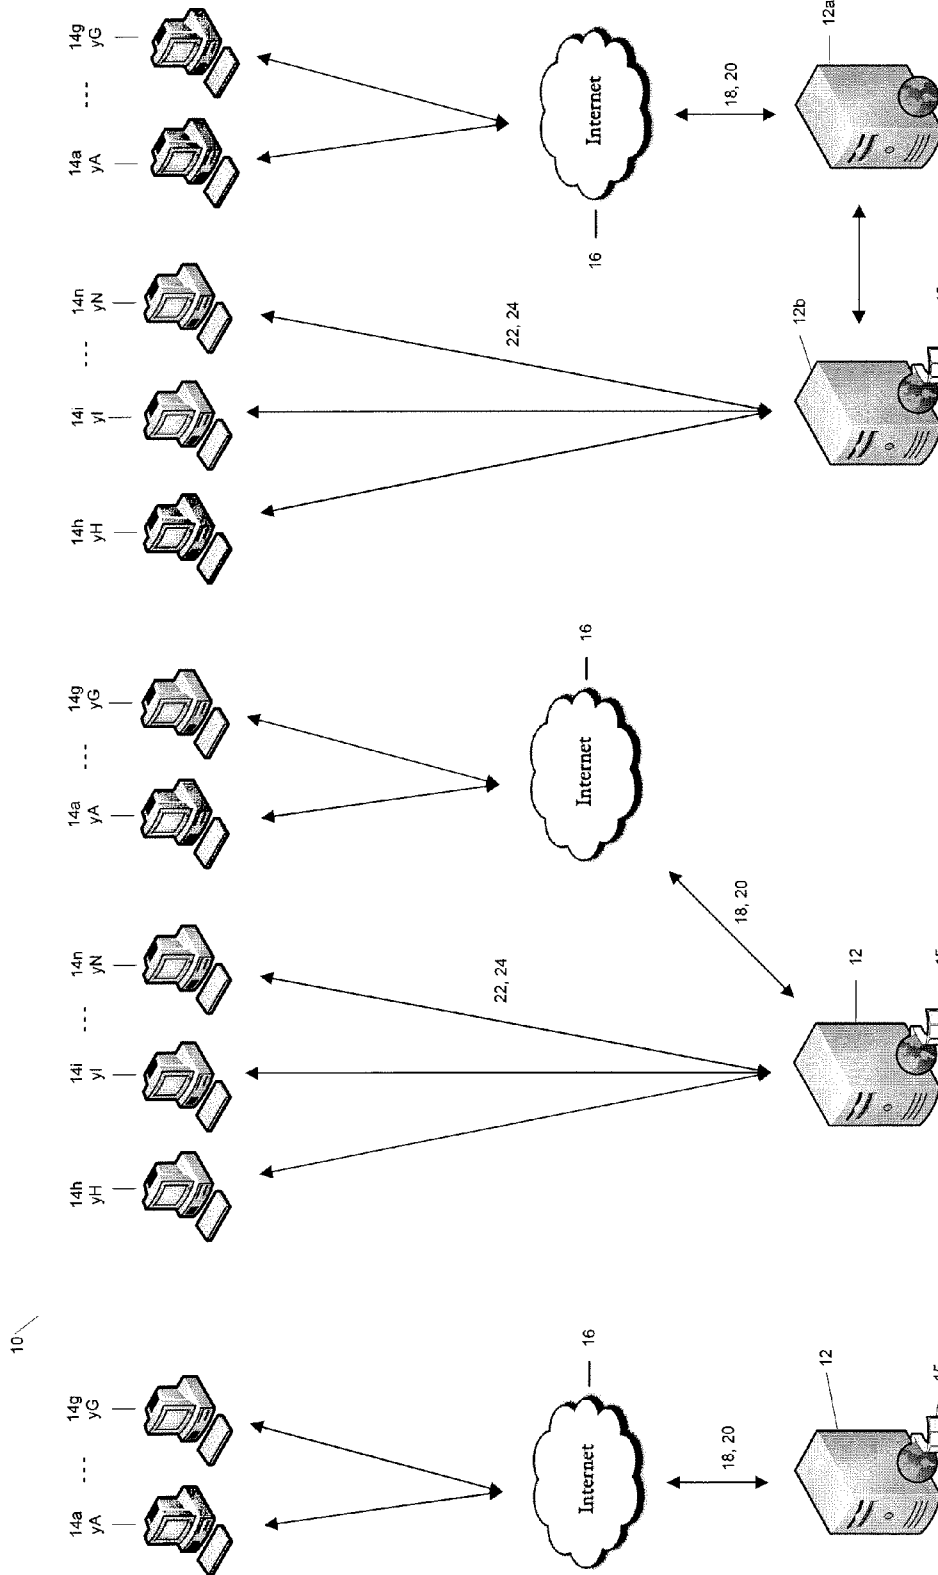 10
14a --- 14g
yA yG
Internet
16
18, 20
12
14h 14i --- 14n
yH yI yN
22, 24
14a --- 14g
yA yG
Internet
16
18, 20
12
14h 14i --- 14n
yH yI yN
22, 24
12b
14a --- 14g
yA yG
16
Internet
18, 20
12a